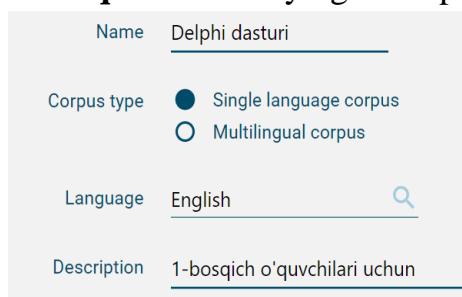 Name Delphi dasturi
Corpus type Single language corpus
Multilingual corpus
Language English
Description 1-bosqich o'quvchilari uchun